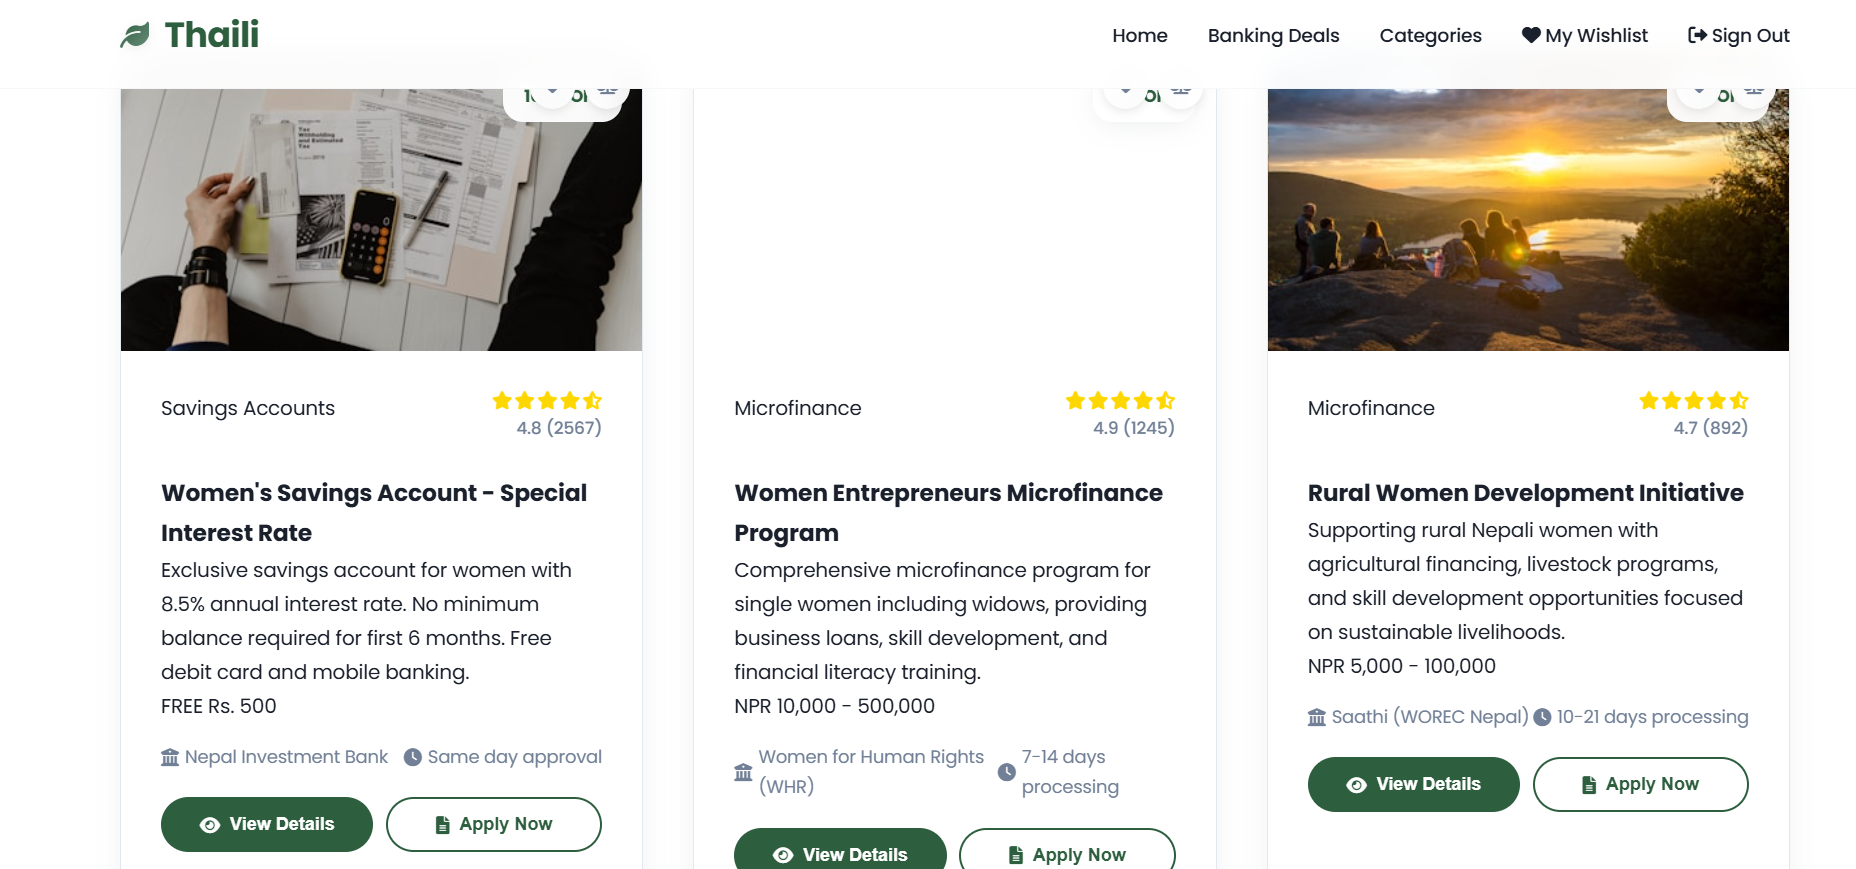 Thaili
Home Banking Deals Categories My Wishlist Sign Out
Tax
Withholding
and Estimated
Tax
Savings Accounts
4.8 (2567)
Women's Savings Account - Special
Interest Rate
Exclusive savings account for women with
8.5% annual interest rate. No minimum
balance required for first 6 months. Free
debit card and mobile banking.
FREE Rs. 500
Nepal Investment Bank Same day approval
View Details Apply Now
Microfinance
4.9 (1245)
Women Entrepreneurs Microfinance
Program
Comprehensive microfinance program for
single women including widows, providing
business loans, skill development, and
financial literacy training.
NPR 10,000 - 500,000
Women for Human Rights
(WHR)
7-14 days
processing
View Details Apply Now
Microfinance
4.7 (892)
Rural Women Development Initiative
Supporting rural Nepali women with
agricultural financing, livestock programs,
and skill development opportunities focused
on sustainable livelihoods.
NPR 5,000 - 100,000
Saathi (WOREC Nepal) 10-21 days processing
View Details Apply Now